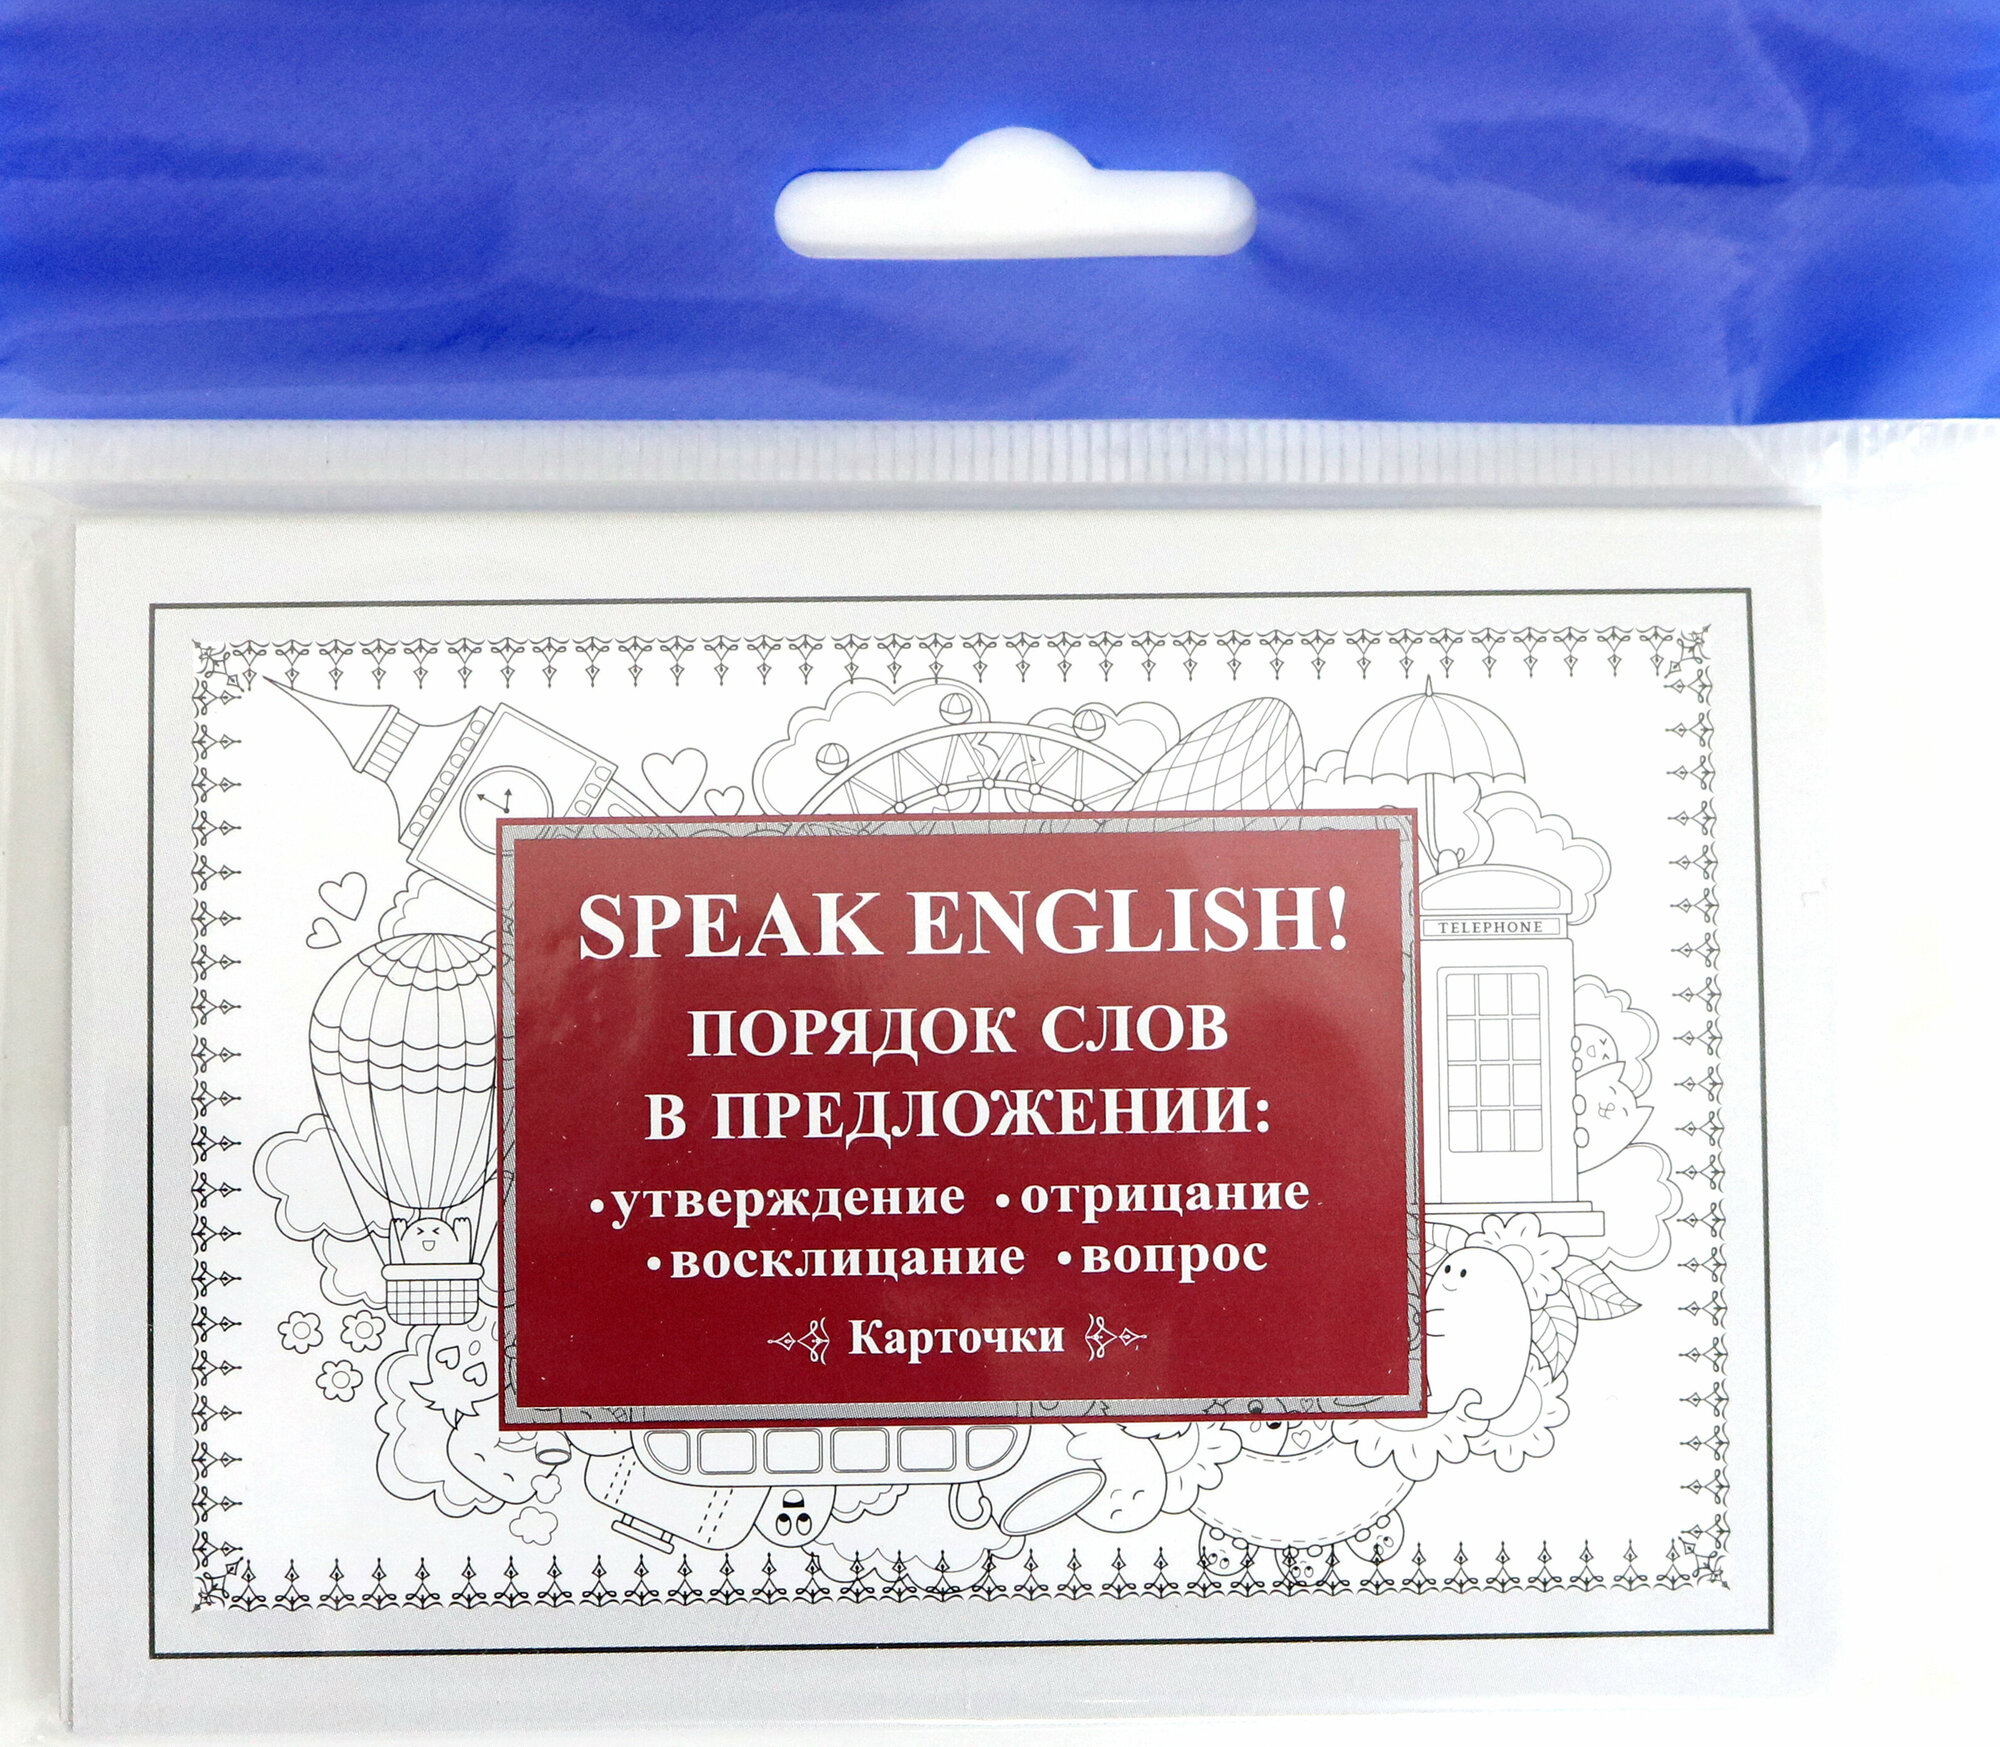 TELEPHONE
SPEAK ENGLISH!
ПОРЯДОК СЛОВ
В ПРЕДЛОЖЕНИИ:
•утверждение •отрицание
•восклицание •вопрос
Карточки